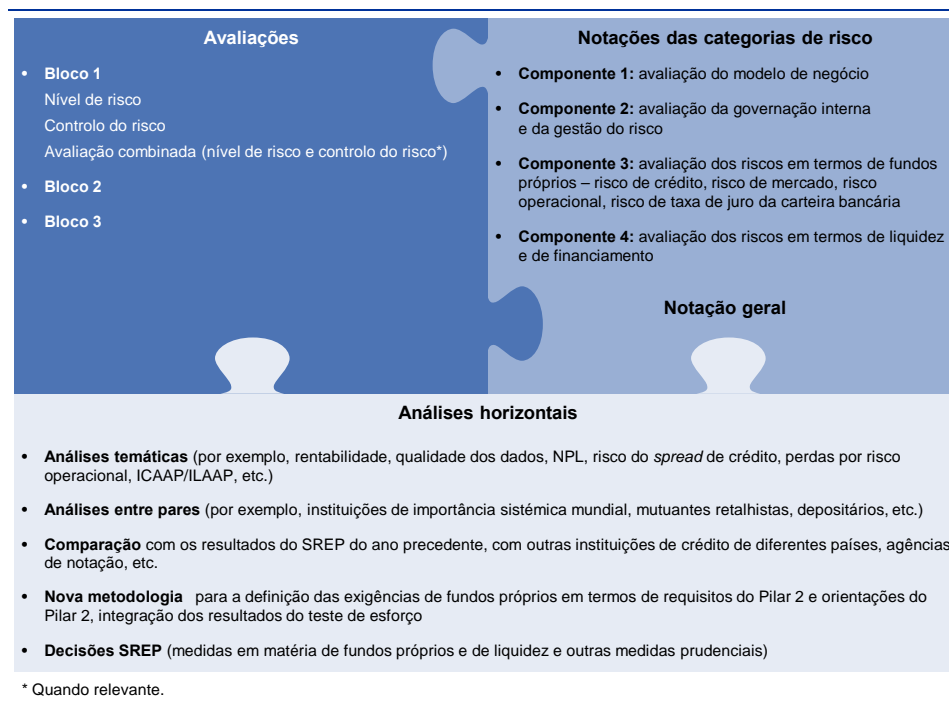 Avaliações
• Bloco 1
Nível de risco
Controlo do risco
Avaliação combinada (nível de risco e controlo do risco*)
• Bloco 2
• Bloco 3
Notações das categorias de risco
• Componente 1: avaliação do modelo de negócio
• Componente 2: avaliação da governação interna
e da gestão do risco
• Componente 3: avaliação dos riscos em termos de fundos
próprios – risco de crédito, risco de mercado, risco
operacional, risco de taxa de juro da carteira bancária
• Componente 4: avaliação dos riscos em termos de liquidez
e de financiamento
Notação geral
Análises horizontais
• Análises temáticas (por exemplo, rentabilidade, qualidade dos dados, NPL, risco do spread de crédito, perdas por risco
operacional, ICAAP/ILAAP, etc.)
• Análises entre pares (por exemplo, instituições de importância sistémica mundial, mutuantes retalhistas, depositários, etc.)
• Comparação com os resultados do SREP do ano precedente, com outras instituições de crédito de diferentes países, agências
de notação, etc.
• Nova metodologia para a definição das exigências de fundos próprios em termos de requisitos do Pilar 2 e orientações do
Pilar 2, integração dos resultados do teste de esforço
• Decisões SREP (medidas em matéria de fundos próprios e de liquidez e outras medidas prudenciais)
* Quando relevante.